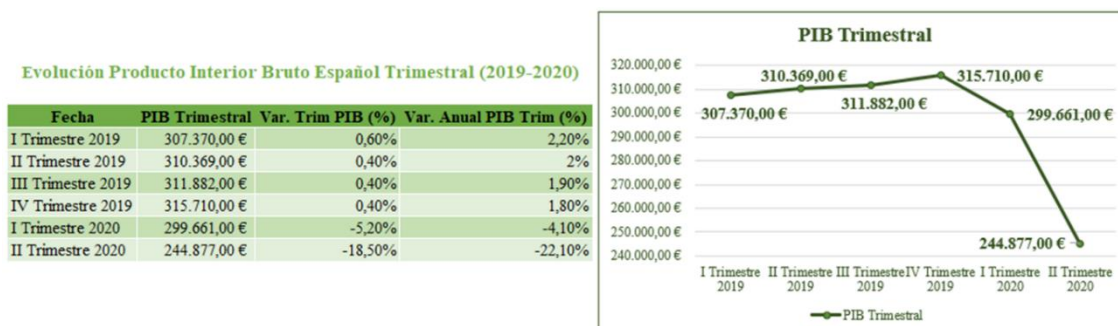 Evolución Producto Interior Bruto Español Trimestral (2019-2020)
Fecha PIB Trimestral Var. Trim PIB (%) Var. Anual PIB Trim (%)
I Trimestre 2019 307.370,00 € 0,60% 2,20%
II Trimestre 2019 310.369,00 € 0,40% 2%
III Trimestre 2019 311.882,00 € 0,40% 1,90%
IV Trimestre 2019 315.710,00 € 0,40% 1,80%
I Trimestre 2020 299.661,00 € -5,20% -4,10%
II Trimestre 2020 244.877,00 € -18,50% -22,10%
PIB Trimestral
320.000,00 €
310.000,00 €
300.000,00 €
290.000,00 €
280.000,00 €
270.000,00 €
260.000,00 €
250.000,00 €
240.000,00 €
307.370,00 €
310.369,00 €
311.882,00 €
315.710,00 €
299.661,00 €
244.877,00 €
I Trimestre II Trimestre III Trimestre IV Trimestre I Trimestre II Trimestre
2019 2019 2019 2019 2020 2020
PIB Trimestral